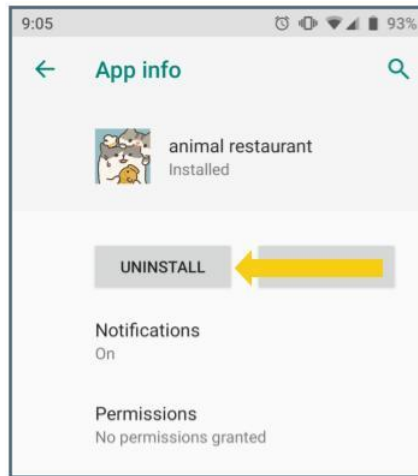 9:05
93%
App info
animal restaurant
Installed
UNINSTALL
Notifications
On
Permissions
No permissions granted